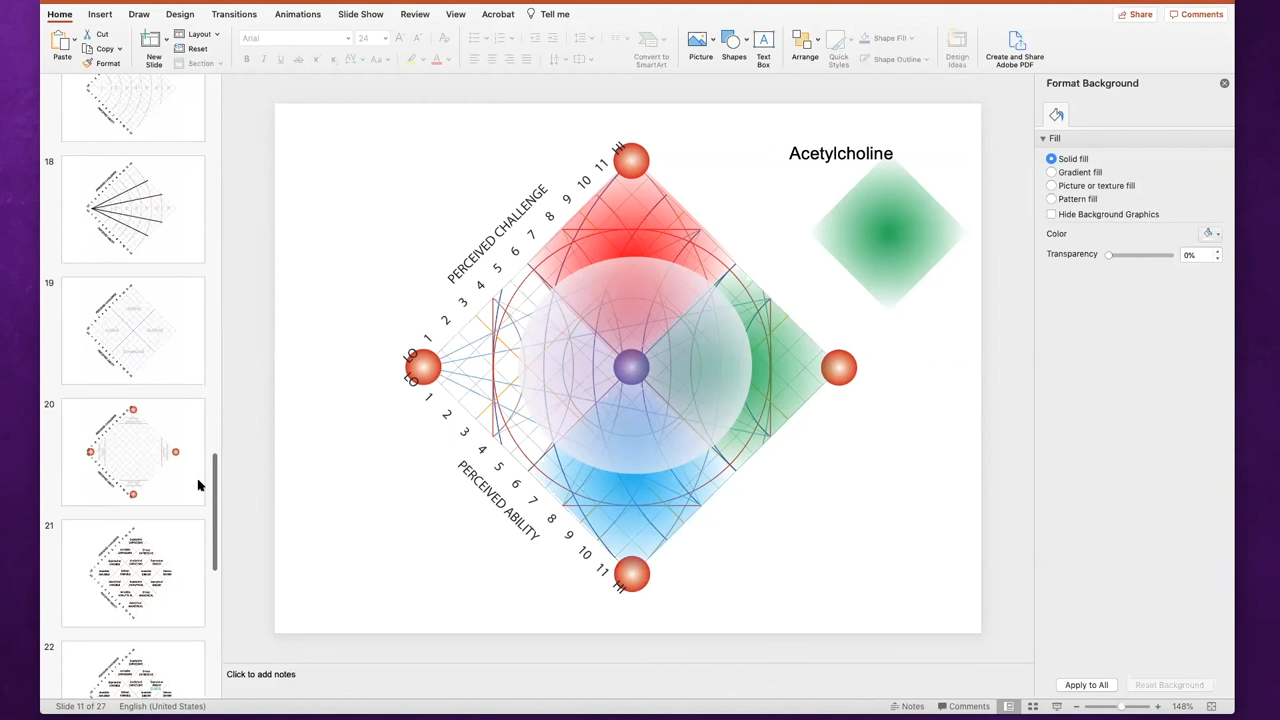 Home Insert Draw Design Transitions Animations Slide Show Review View Acrobat Tell me Share Comments
Paste Cut Copy Format
New Slide Layout Reset Section
Arial 24
Convert to SmartArt
Picture Shapes Text Box
Arrange Quick Styles Shape Fill Shape Outline
Design Ideas
Create and Share Adobe PDF
18
19
20
21
22
Acetylcholine
PERCEIVED CHALLENGE
LO 1 2 3 4 5 6 7 8 9 10 11 HI
LO 1 2 3 4 5 6 7 8 9 10 11 HI
PERCEIVED ABILITY
Click to add notes
Format Background
Fill
Solid fill
Gradient fill
Picture or texture fill
Pattern fill
Hide Background Graphics
Color
Transparency 0%
Apply to All Reset Background
Slide 11 of 27 English (United States) Notes Comments 148%